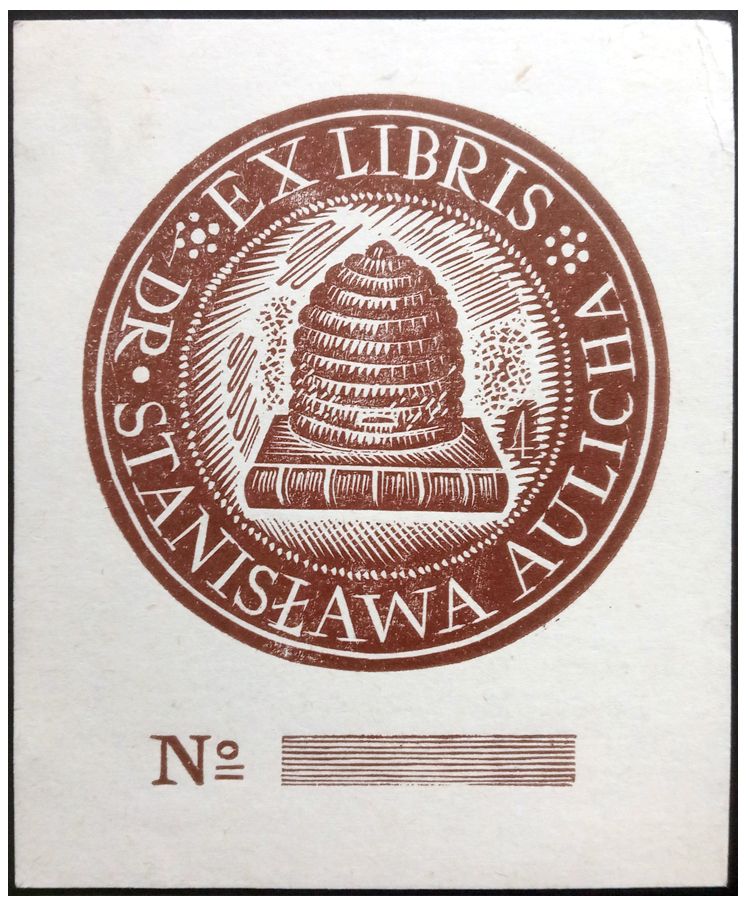 EX LIBRIS
DR • STANISŁAWA AULICHA
4
Nº